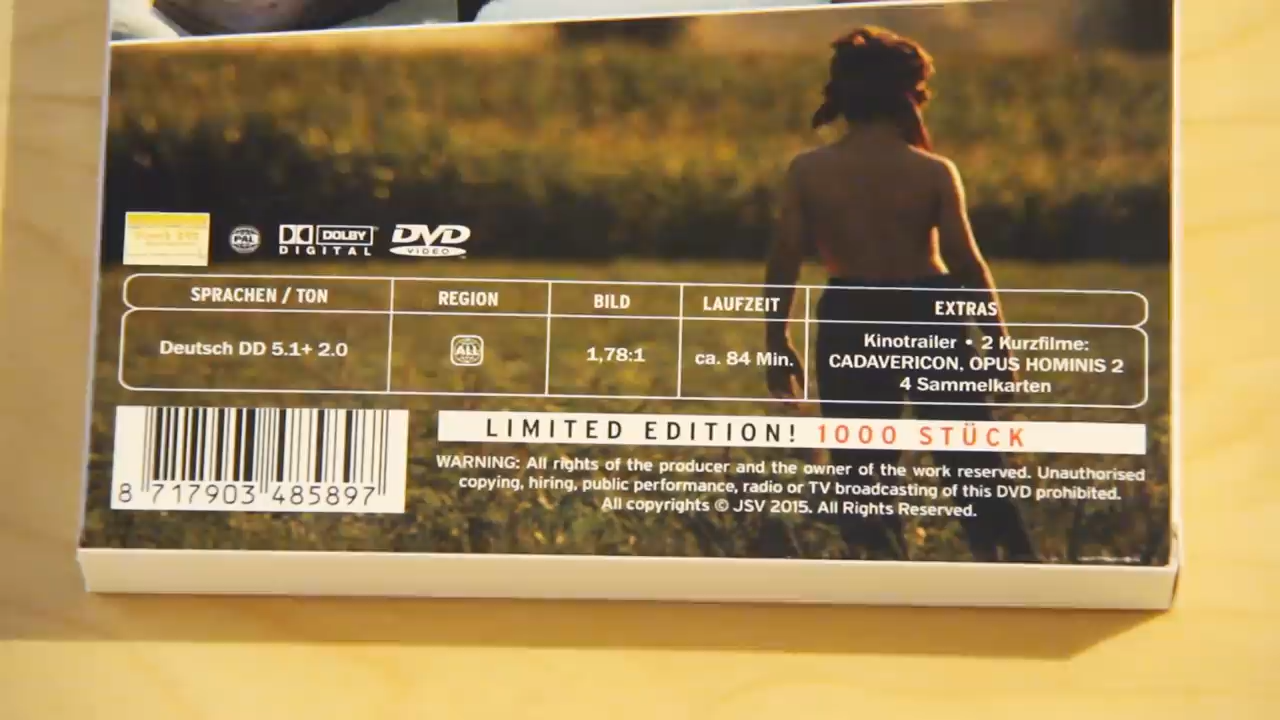 PAL
DOLBY
DIGITAL
DVD
VIDEO
SPRACHEN / TON
REGION
BILD
LAUFZEIT
EXTRAS
Deutsch DD 5.1+ 2.0
ALL
1,78:1
ca. 84 Min.
Kinotrailer • 2 Kurzfilme:
CADAVERICON, OPUS HOMINIS 2
4 Sammelkarten
8 717903 485897
LIMITED EDITION! 1000 STÜCK
WARNING: All rights of the producer and the owner of the work reserved. Unauthorised
copying, hiring, public performance, radio or TV broadcasting of this DVD prohibited.
All copyrights © JSV 2015. All Rights Reserved.